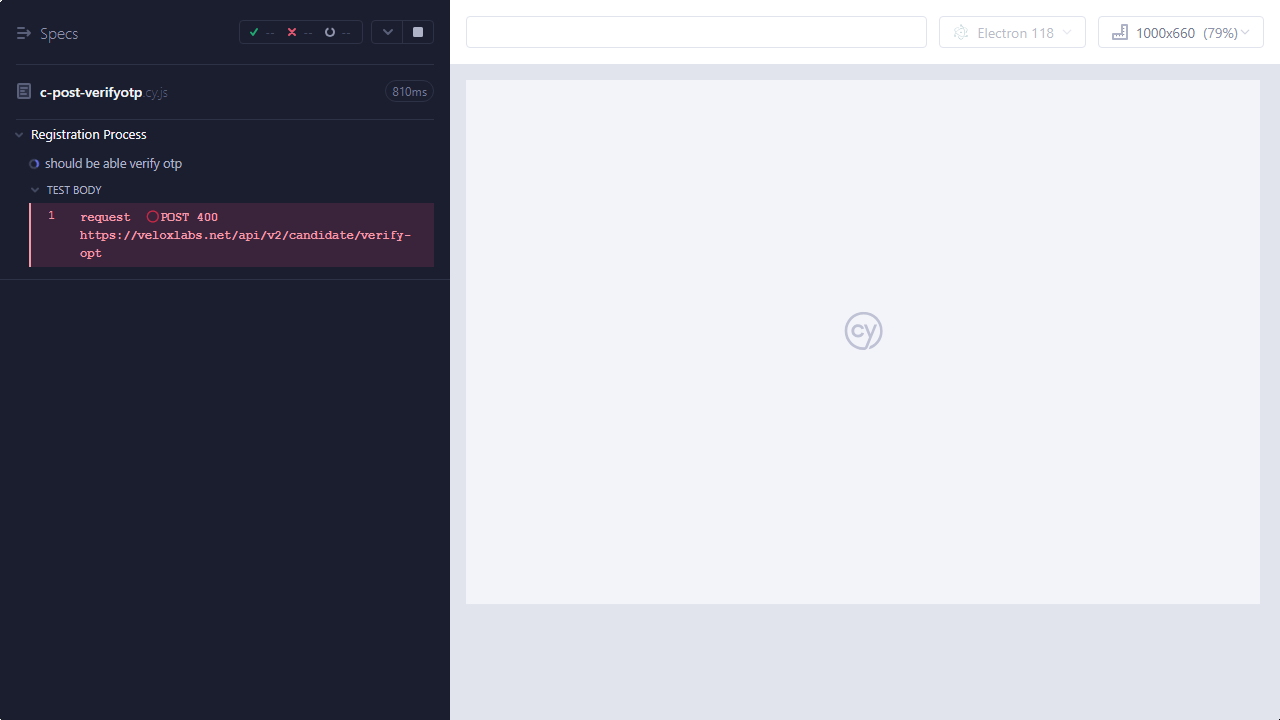 Specs
--
--
--
Electron 118
1000x660 (79%)
c-post-verifyotp.cy.js
810ms
Registration Process
should be able verify otp
TEST BODY
1 request POST 400
https://veloxlabs.net/api/v2/candidate/verify-
opt
cy